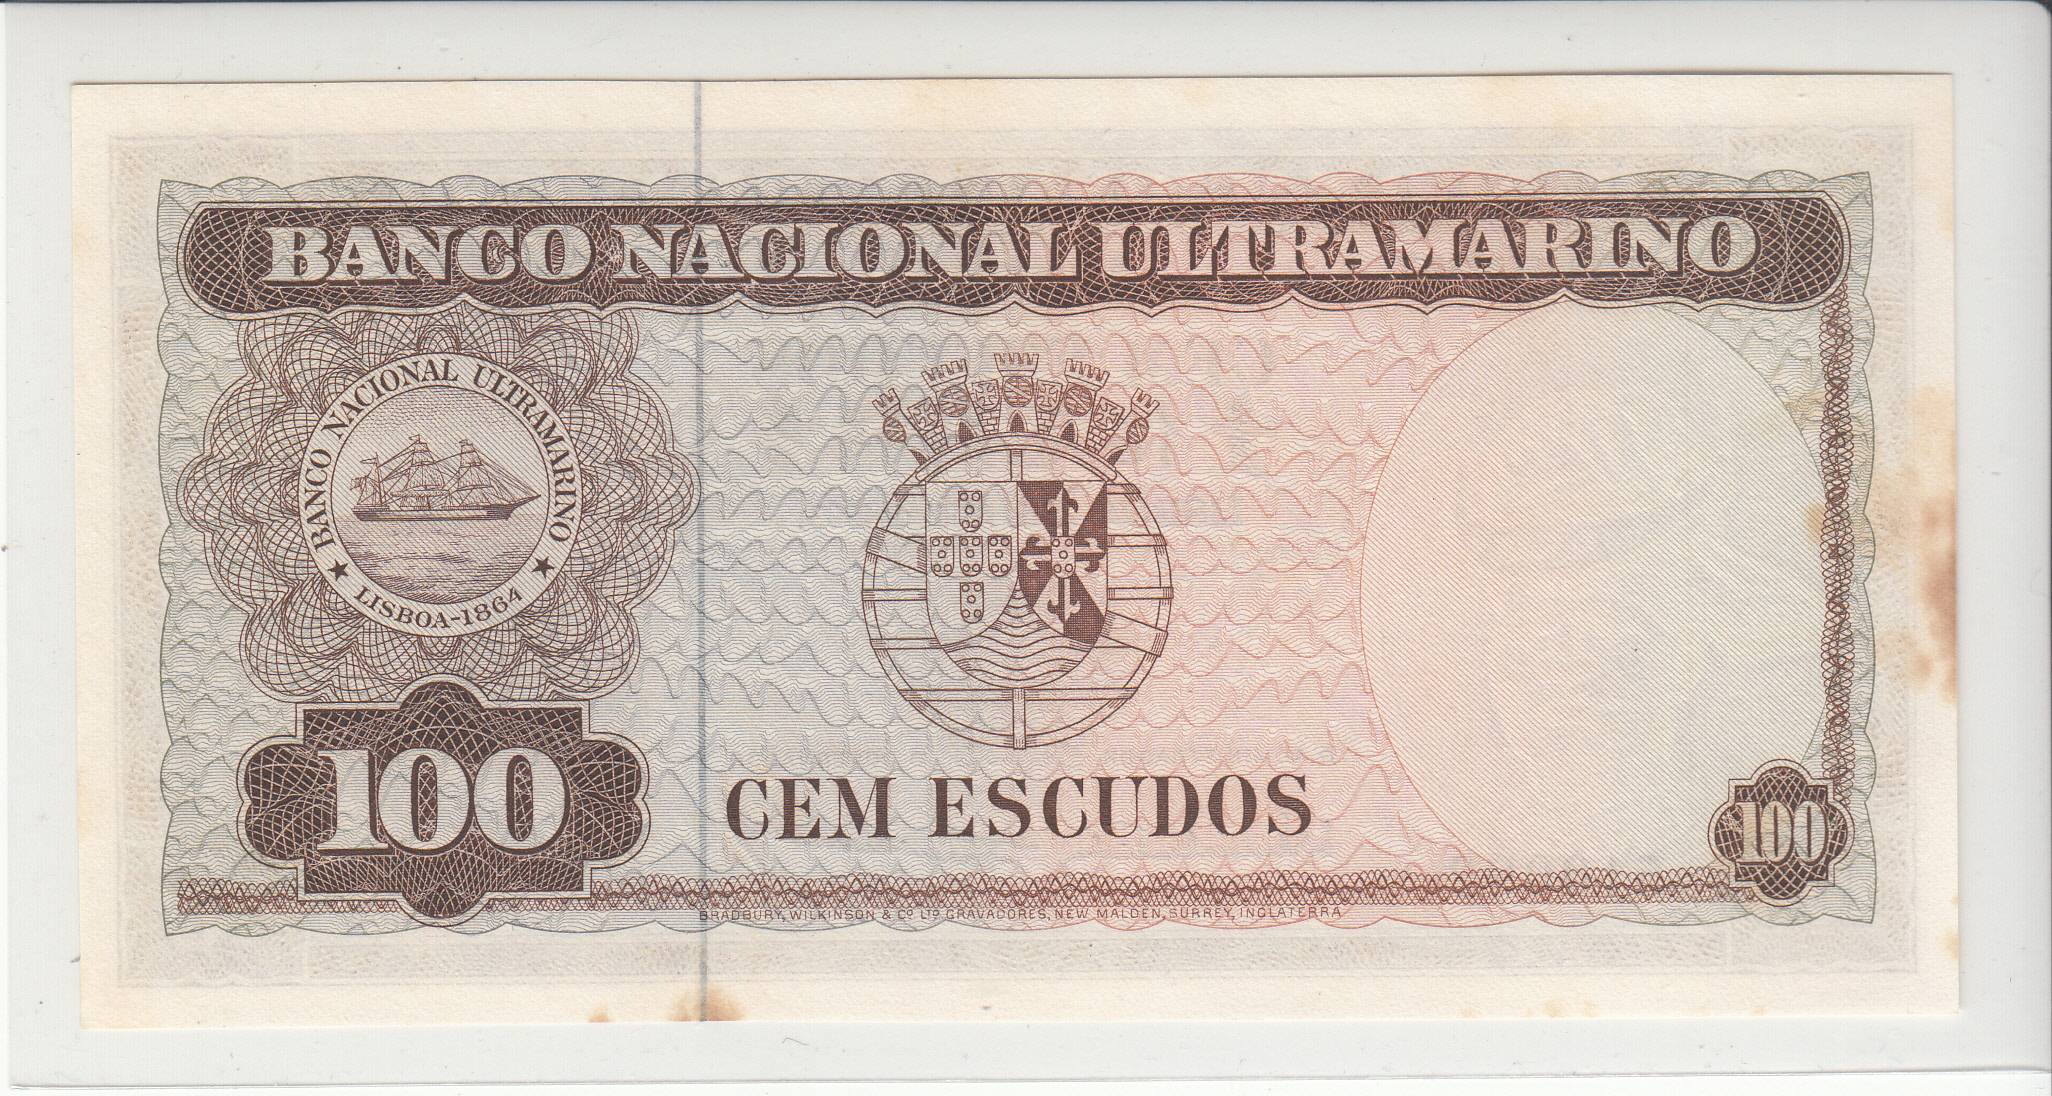 BANCO NACIONAL ULTRAMARINO
BANCO NACIONAL ULTRAMARINO
★ LISBOA-1864 ★
100
CEM ESCUDOS
100
BRADBURY, WILKINSON & Cº LTº GRAVADORES, NEW MALDEN, SURREY, INGLATERRA